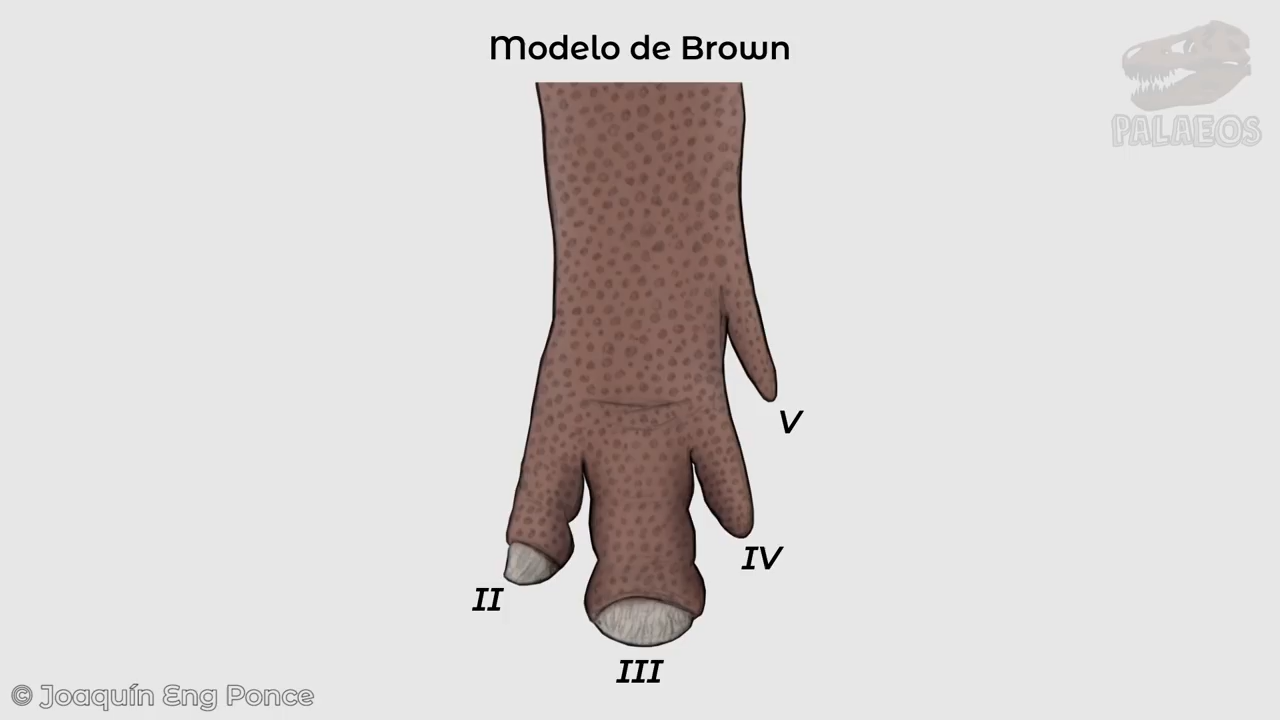 Modelo de Brown
PALAEOS
V
IV
II
III
© Joaquín Eng Ponce